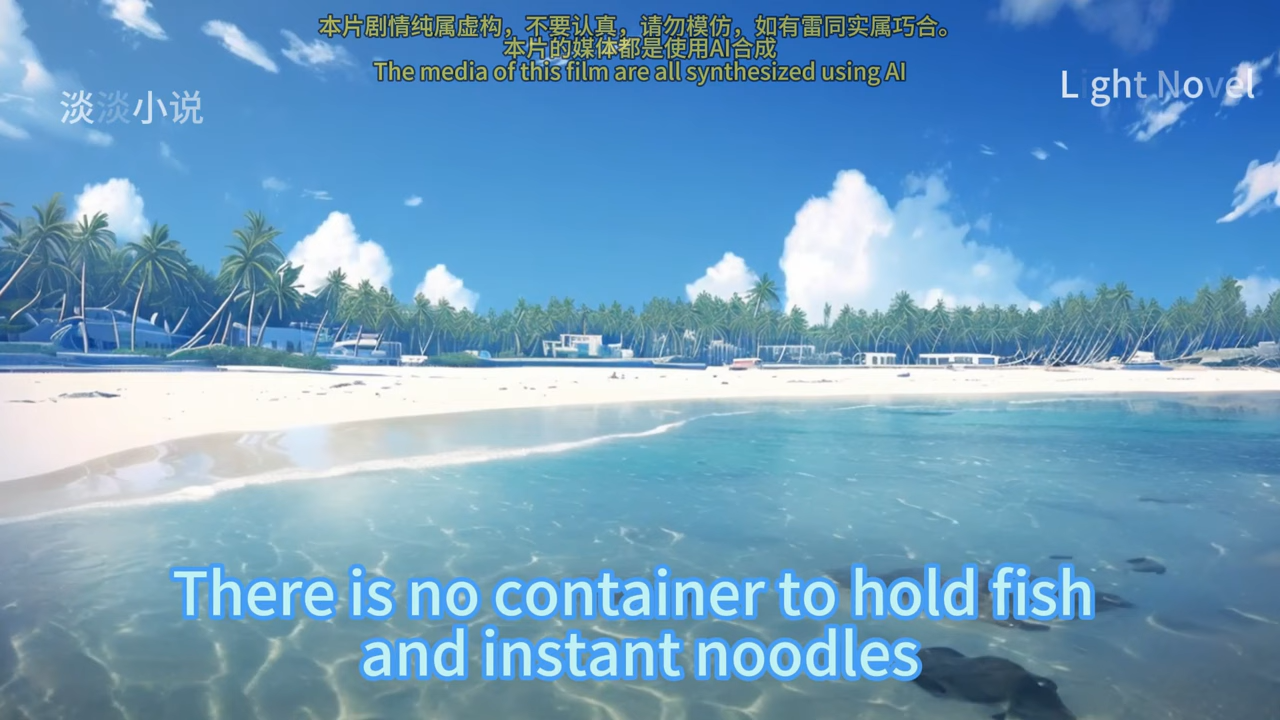 本片剧情纯属虚构，不要认真，请勿模仿，如有雷同实属巧合。
本片的媒体都是使用AI合成
The media of this film are all synthesized using AI
淡淡小说
Light Novel
There is no container to hold fish
and instant noodles